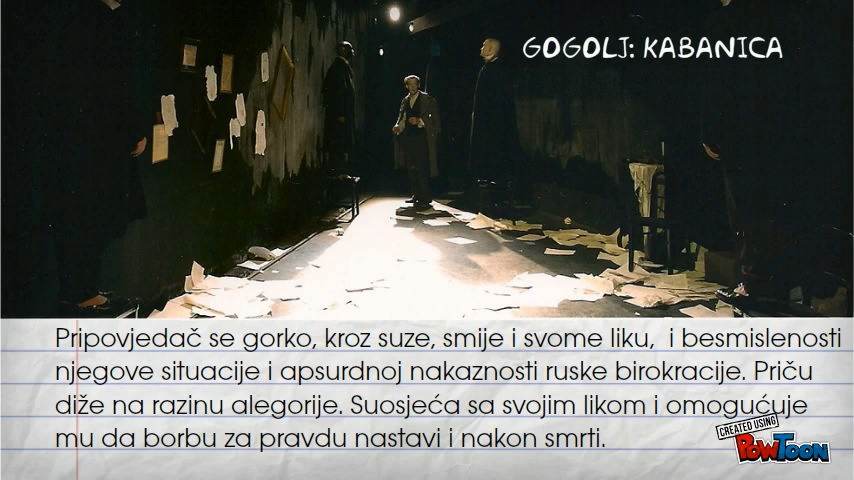 GOGOLJ: KABANICA
Pripovjedač se gorko, kroz suze, smije i svome liku,  i besmislenosti
njegove situacije i apsurdnoj nakaznosti ruske birokracije. Priču
diže na razinu alegorije. Suosjeća sa svojim likom i omogućuje
mu da borbu za pravdu nastavi i nakon smrti.
CREATED USING
POWTOON